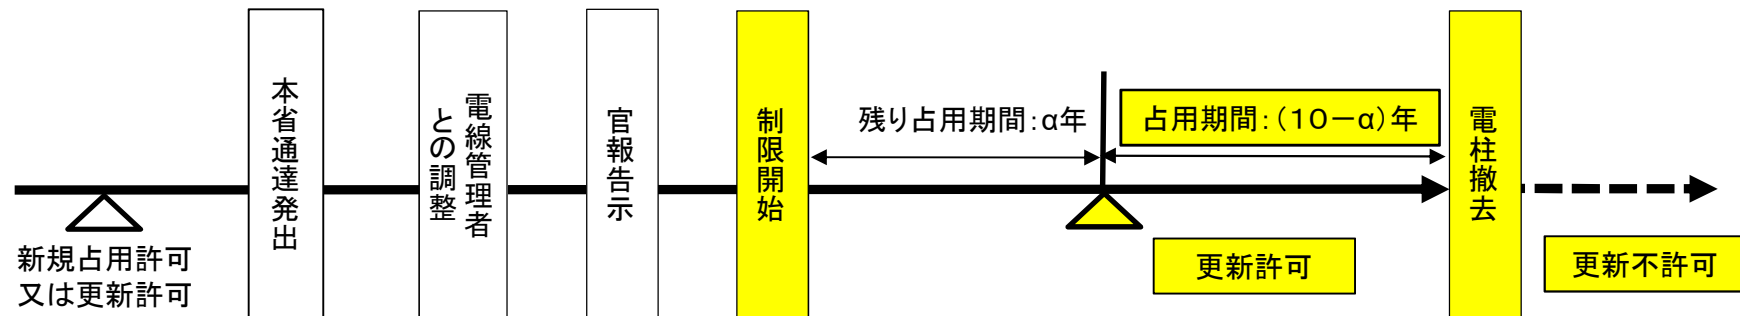 新規占用許可
又は更新許可
本省通達発出
電線管理者
との調整
官報告示
制限開始
残り占用期間：α年
占用期間：（１０－α）年
更新許可
電柱撤去
更新不許可